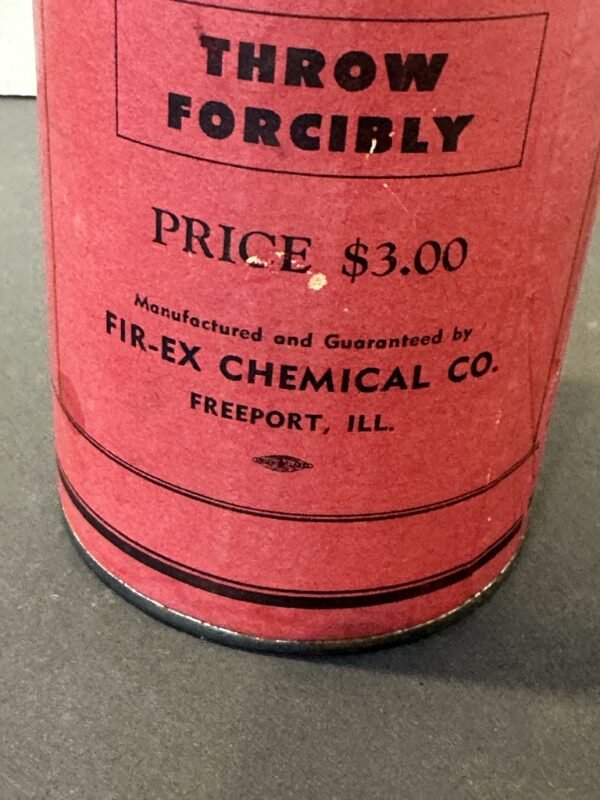 THROW
FORCIBLY
PRICE $3.00
Manufactured and Guaranteed by
FIR-EX CHEMICAL CO.
FREEPORT, ILL.